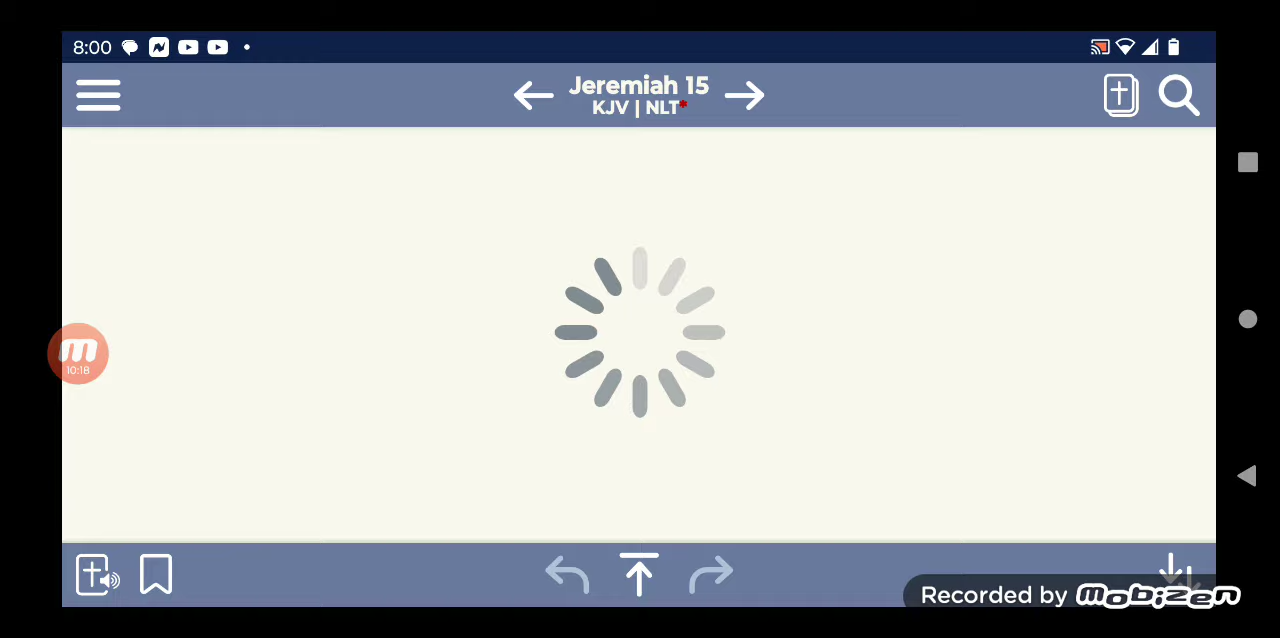 8:00
Jeremiah 15
KJV | NLT*
10:18
Recorded by mobizen